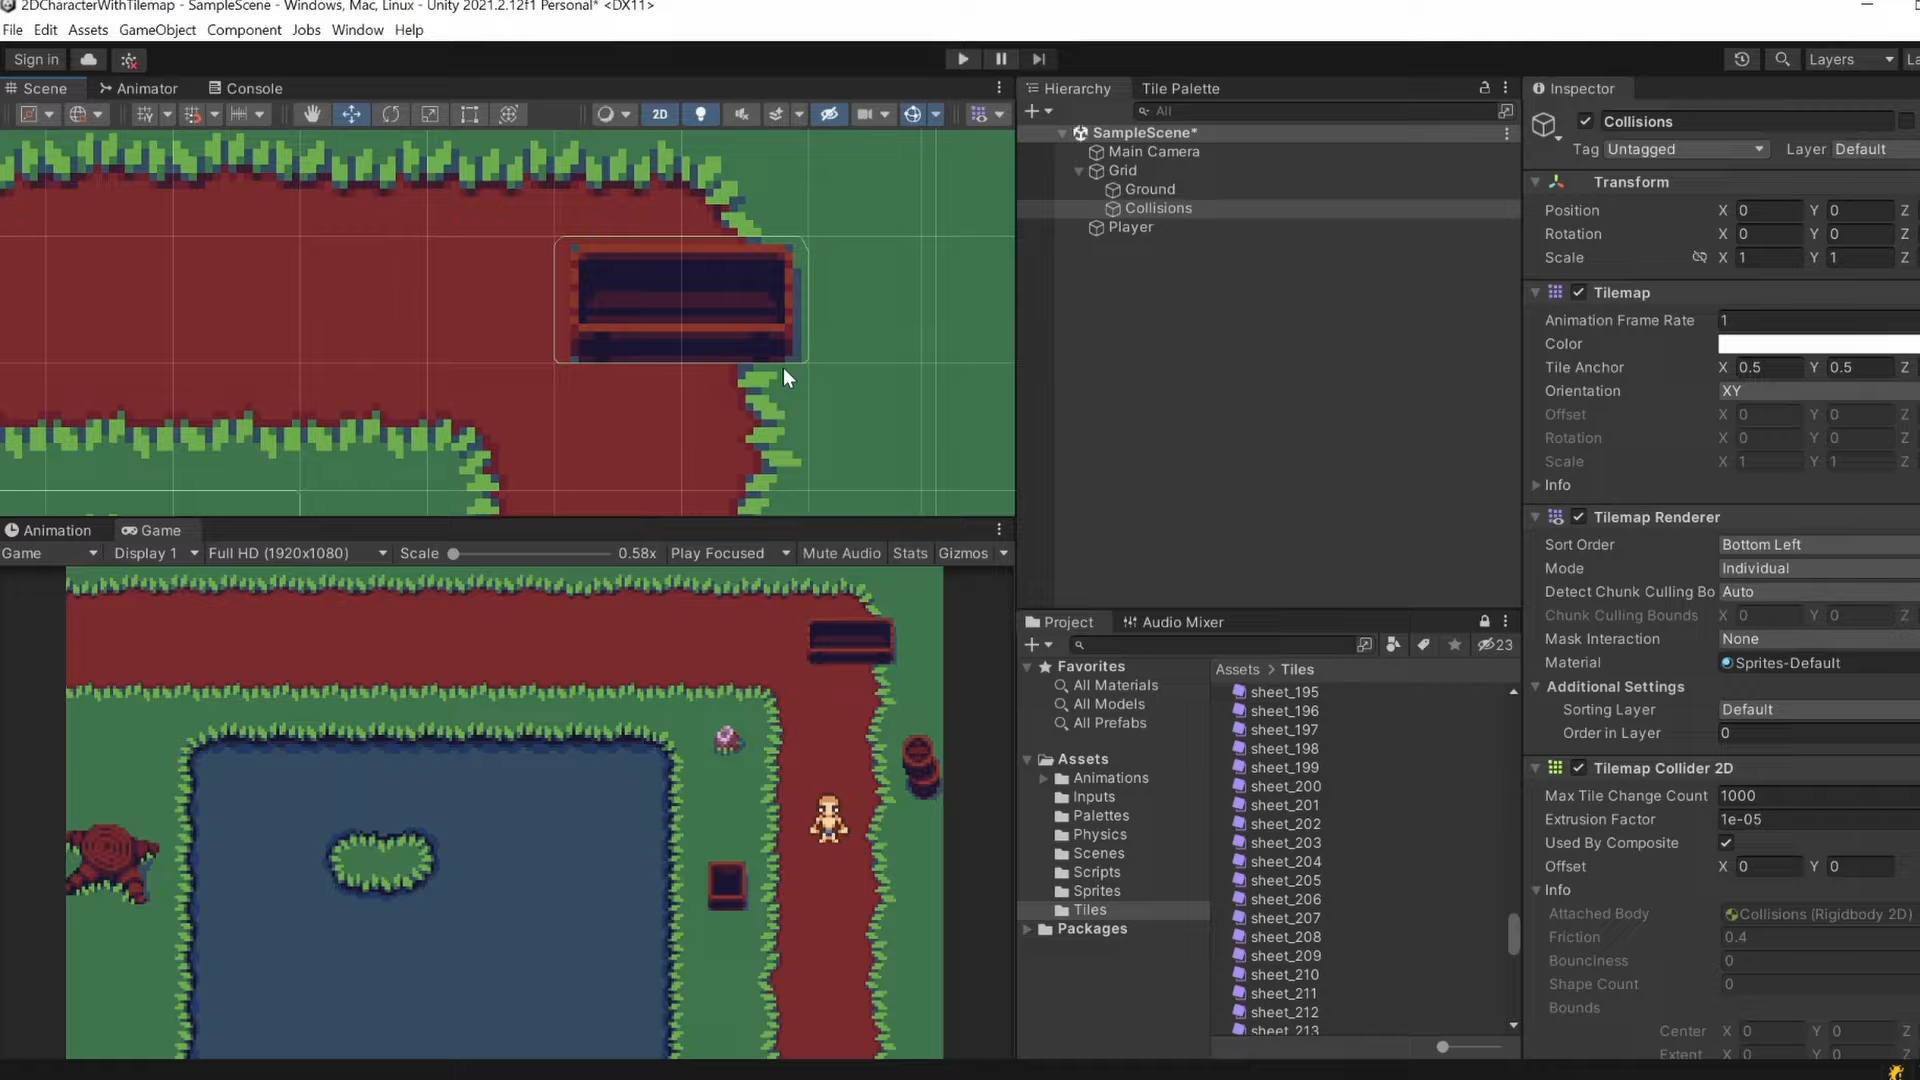 2DCharacterWithTilemap - SampleScene - Windows, Mac, Linux - Unity 2021.2.12f1 Personal* <DX11>
File Edit Assets GameObject Component Jobs Window Help
Sign in
Layers
Scene Animator Console
2D
Hierarchy Tile Palette
All
SampleScene*
Main Camera
Grid
Ground
Collisions
Player
Inspector
Collisions
Tag Untagged Layer Default
Transform
Position X 0 Y 0 Z
Rotation X 0 Y 0 Z
Scale X 1 Y 1 Z
Tilemap
Animation Frame Rate 1
Color
Tile Anchor X 0.5 Y 0.5 Z
Orientation XY
Offset X 0 Y 0 Z
Rotation X 0 Y 0 Z
Scale X 1 Y 1 Z
Info
Tilemap Renderer
Sort Order Bottom Left
Mode Individual
Detect Chunk Culling Bo Auto
Chunk Culling Bounds X 0 Y 0 Z
Mask Interaction None
Material Sprites-Default
Additional Settings
Sorting Layer Default
Order in Layer 0
Tilemap Collider 2D
Max Tile Change Count 1000
Extrusion Factor 1e-05
Used By Composite
Offset X 0 Y 0
Info
Attached Body Collisions (Rigidbody 2D)
Friction 0.4
Bounciness 0
Shape Count 0
Bounds
Center X 0 Y 0 Z
Extent X 0 Y 0 Z
Animation Game
Game Display 1 Full HD (1920x1080) Scale 0.58x Play Focused Mute Audio Stats Gizmos
Project Audio Mixer
23
Favorites
All Materials
All Models
All Prefabs
Assets
Animations
Inputs
Palettes
Physics
Scenes
Scripts
Sprites
Tiles
Packages
Assets > Tiles
sheet_195
sheet_196
sheet_197
sheet_198
sheet_199
sheet_200
sheet_201
sheet_202
sheet_203
sheet_204
sheet_205
sheet_206
sheet_207
sheet_208
sheet_209
sheet_210
sheet_211
sheet_212
sheet_213